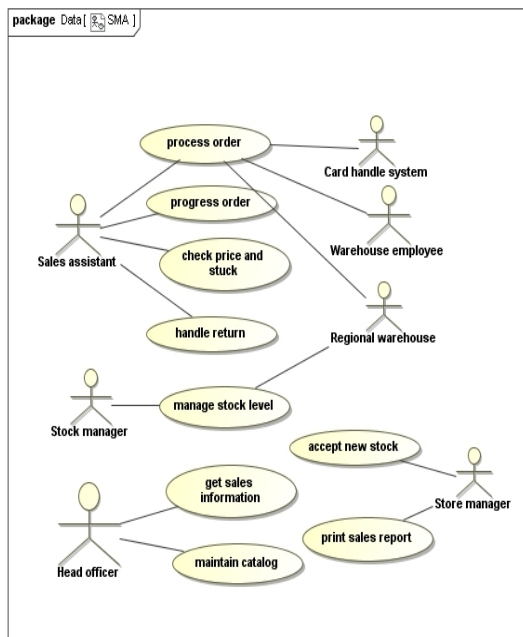 package Data [ SMA ]
process order
Card handle system
progress order
Warehouse employee
Sales assistant
check price and
stuck
handle return
Regional warehouse
manage stock level
Stock manager
accept new stock
get sales
information
Store manager
print sales report
Head officer
maintain catalog